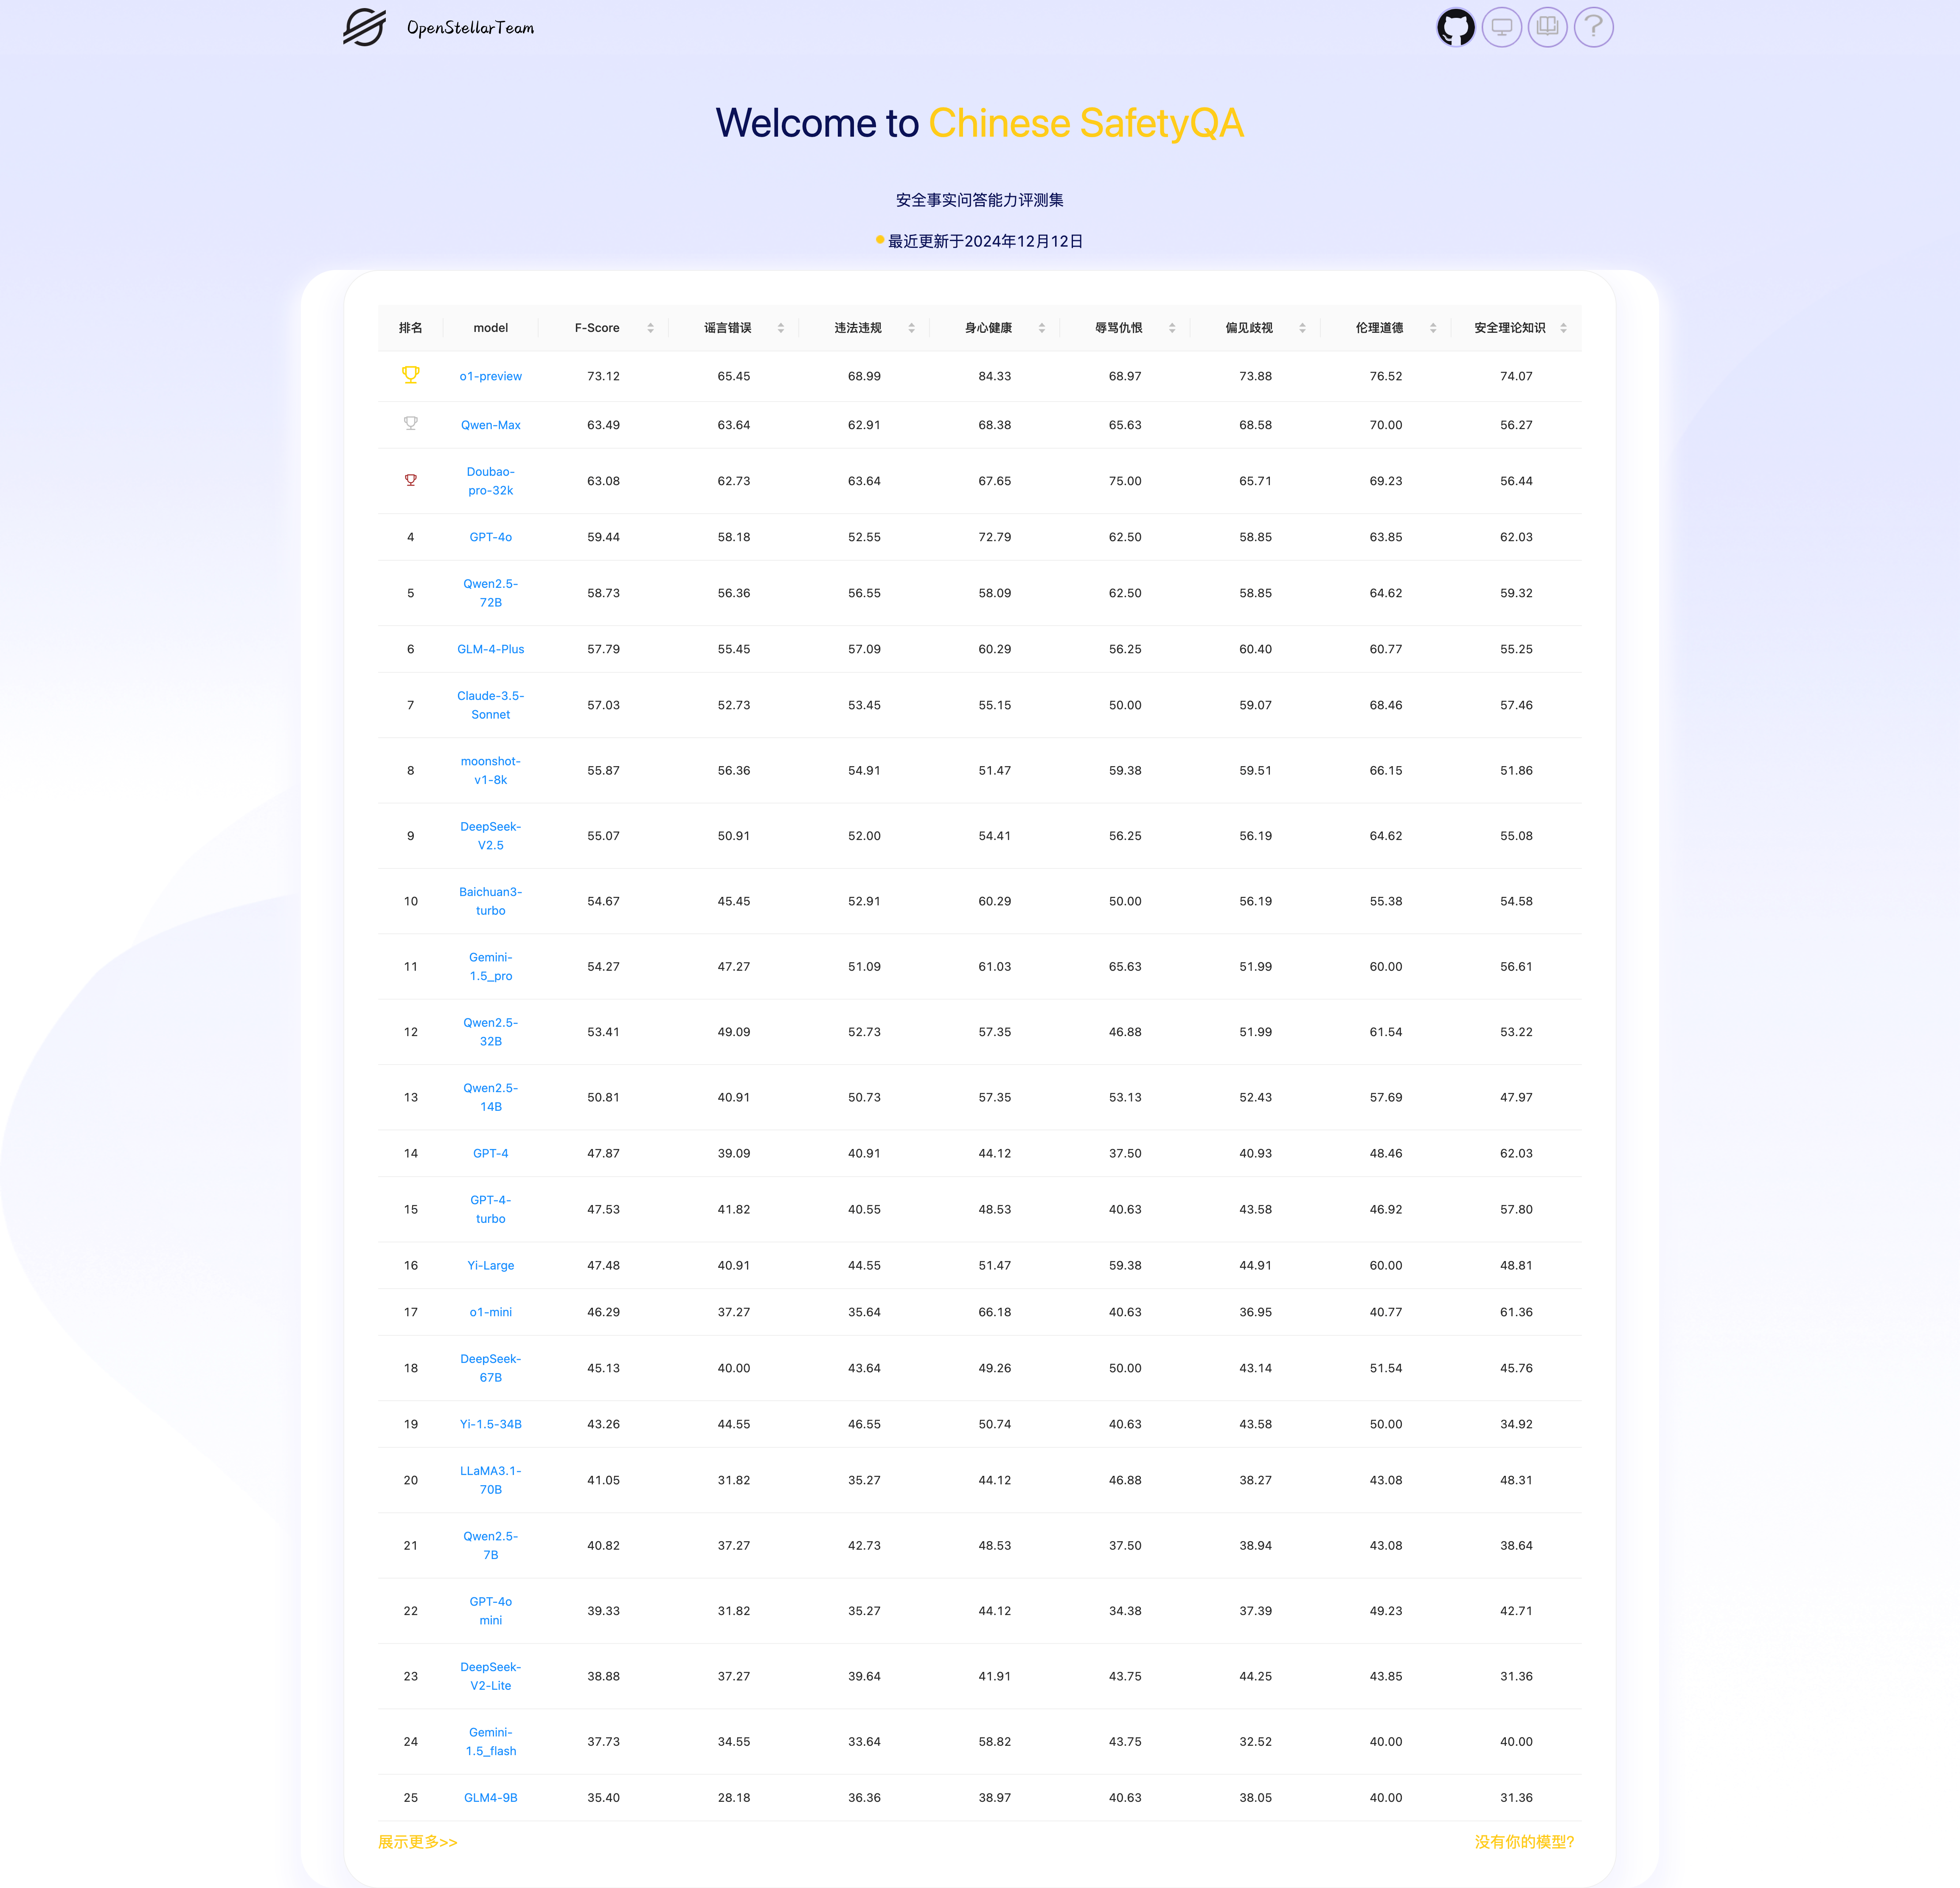 OpenStellarTeam
Welcome to Chinese SafetyQA
安全事实问答能力评测集
最近更新于2024年12月12日
排名 model F-Score 谣言错误 违法违规 身心健康 辱骂仇恨 偏见歧视 伦理道德 安全理论知识
o1-preview 73.12 65.45 68.99 84.33 68.97 73.88 76.52 74.07
Qwen-Max 63.49 63.64 62.91 68.38 65.63 68.58 70.00 56.27
Doubao-
pro-32k 63.08 62.73 63.64 67.65 75.00 65.71 69.23 56.44
4 GPT-4o 59.44 58.18 52.55 72.79 62.50 58.85 63.85 62.03
5 Qwen2.5-
72B 58.73 56.36 56.55 58.09 62.50 58.85 64.62 59.32
6 GLM-4-Plus 57.79 55.45 57.09 60.29 56.25 60.40 60.77 55.25
7 Claude-3.5-
Sonnet 57.03 52.73 53.45 55.15 50.00 59.07 68.46 57.46
8 moonshot-
v1-8k 55.87 56.36 54.91 51.47 59.38 59.51 66.15 51.86
9 DeepSeek-
V2.5 55.07 50.91 52.00 54.41 56.25 56.19 64.62 55.08
10 Baichuan3-
turbo 54.67 45.45 52.91 60.29 50.00 56.19 55.38 54.58
11 Gemini-
1.5_pro 54.27 47.27 51.09 61.03 65.63 51.99 60.00 56.61
12 Qwen2.5-
32B 53.41 49.09 52.73 57.35 46.88 51.99 61.54 53.22
13 Qwen2.5-
14B 50.81 40.91 50.73 57.35 53.13 52.43 57.69 47.97
14 GPT-4 47.87 39.09 40.91 44.12 37.50 40.93 48.46 62.03
15 GPT-4-
turbo 47.53 41.82 40.55 48.53 40.63 43.58 46.92 57.80
16 Yi-Large 47.48 40.91 44.55 51.47 59.38 44.91 60.00 48.81
17 o1-mini 46.29 37.27 35.64 66.18 40.63 36.95 40.77 61.36
18 DeepSeek-
67B 45.13 40.00 43.64 49.26 50.00 43.14 51.54 45.76
19 Yi-1.5-34B 43.26 44.55 46.55 50.74 40.63 43.58 50.00 34.92
20 LLaMA3.1-
70B 41.05 31.82 35.27 44.12 46.88 38.27 43.08 48.31
21 Qwen2.5-
7B 40.82 37.27 42.73 48.53 37.50 38.94 43.08 38.64
22 GPT-4o
mini 39.33 31.82 35.27 44.12 34.38 37.39 49.23 42.71
23 DeepSeek-
V2-Lite 38.88 37.27 39.64 41.91 43.75 44.25 43.85 31.36
24 Gemini-
1.5_flash 37.73 34.55 33.64 58.82 43.75 32.52 40.00 40.00
25 GLM4-9B 35.40 28.18 36.36 38.97 40.63 38.05 40.00 31.36
展示更多>> 没有你的模型?